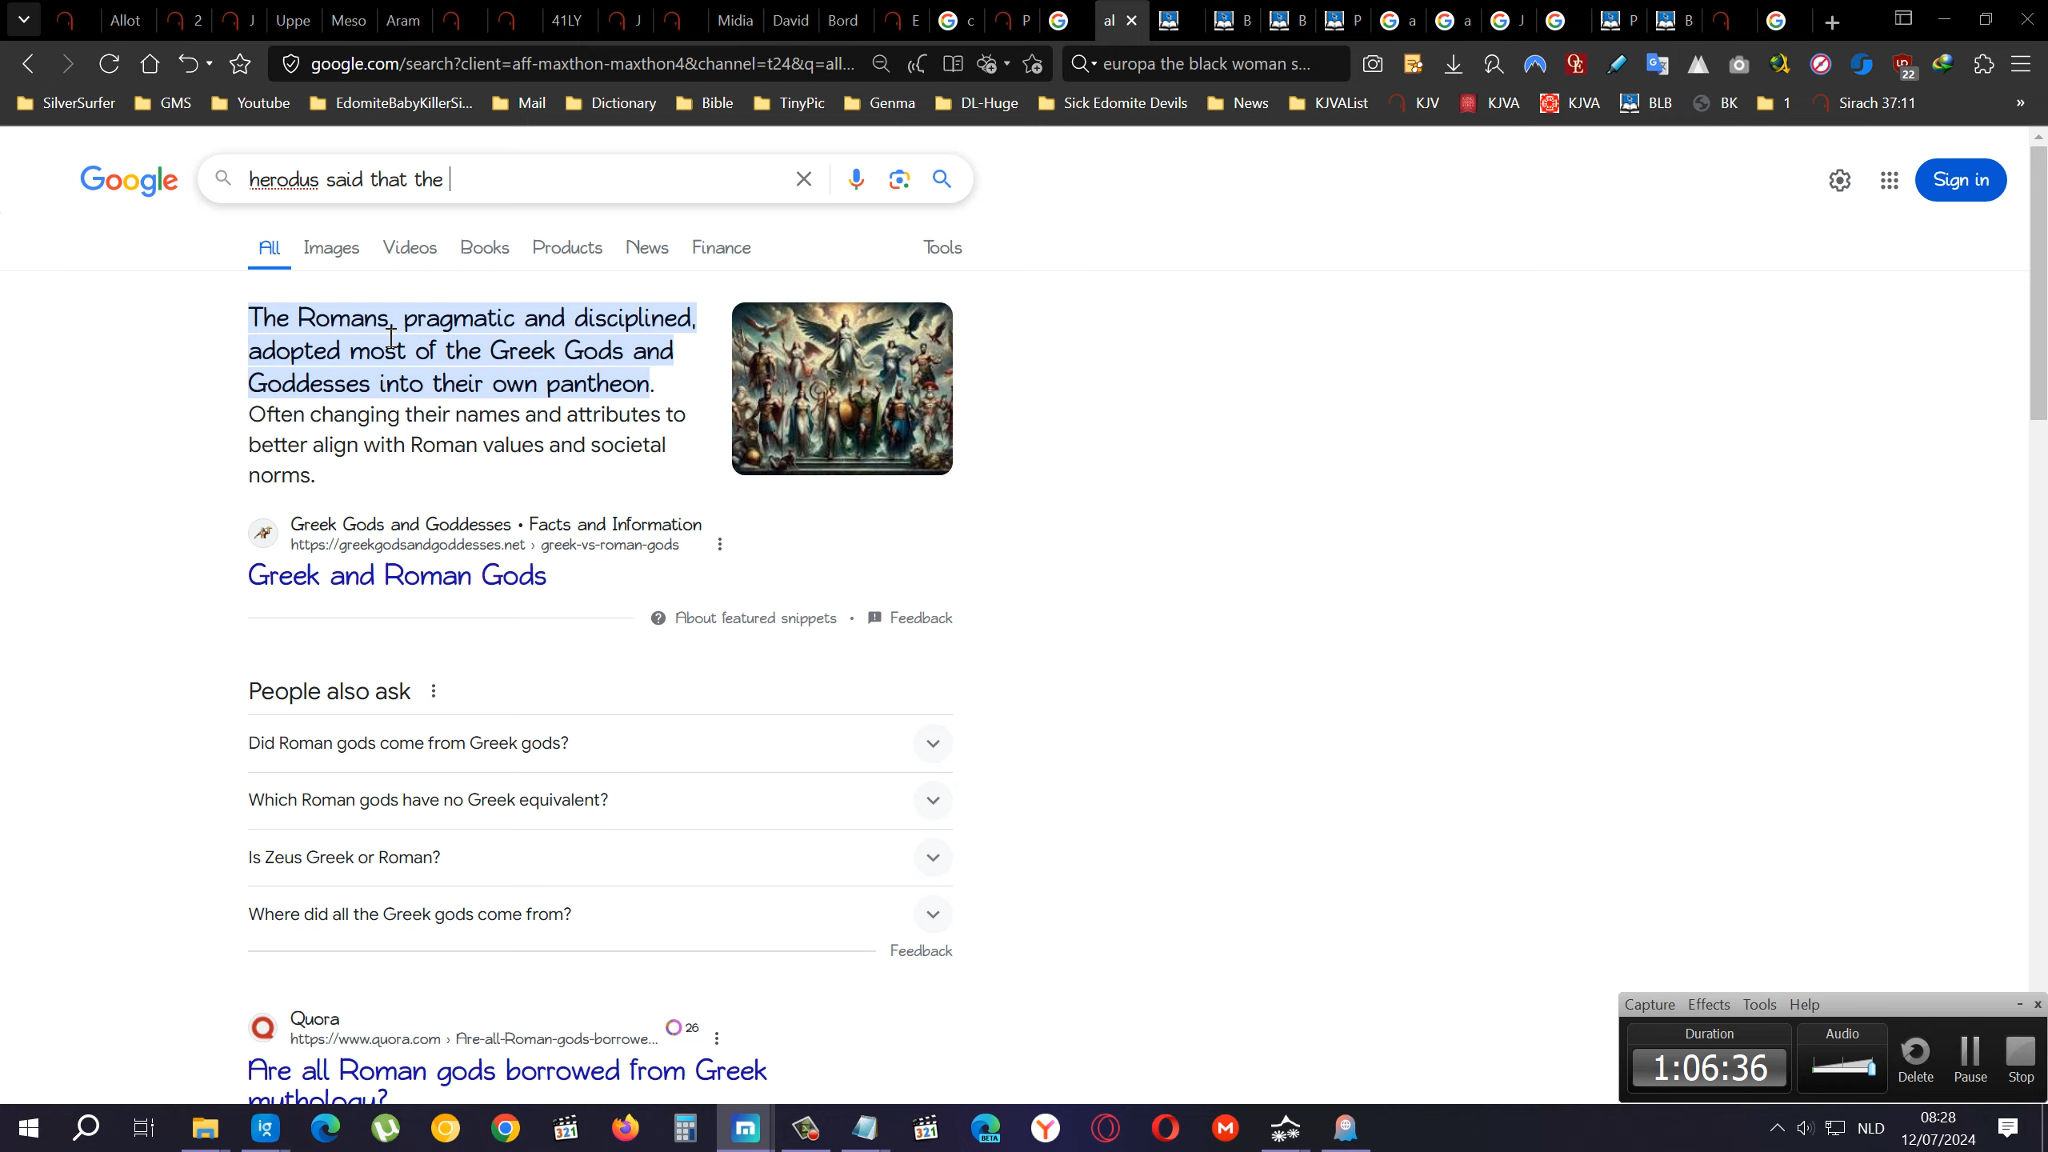 Allot
2
J
Uppe
Meso
Aram
41LY
J
Midia
David
Bord
E
c
P
al
B
B
P
a
a
J
P
B
google.com/search?client=aff-maxthon-maxthon4&channel=t24&q=all...
europa the black woman s...
22
SilverSurfer
GMS
Youtube
EdomiteBabyKillerSi...
Mail
Dictionary
Bible
TinyPic
Genma
DL-Huge
Sick Edomite Devils
News
KJVAList
KJV
KJVA
KJVA
BLB
BK
1
Sirach 37:11
»
Google
herodus said that the
Sign in
All
Images
Videos
Books
Products
News
Finance
Tools
The Romans, pragmatic and disciplined,
adopted most of the Greek Gods and
Goddesses into their own pantheon.
Often changing their names and attributes to
better align with Roman values and societal
norms.
Greek Gods and Goddesses • Facts and Information
https://greekgodsandgoddesses.net › greek-vs-roman-gods
Greek and Roman Gods
About featured snippets • Feedback
People also ask
Did Roman gods come from Greek gods?
Which Roman gods have no Greek equivalent?
Is Zeus Greek or Roman?
Where did all the Greek gods come from?
Feedback
Quora
https://www.quora.com › Are-all-Roman-gods-borrowe...
26
Are all Roman gods borrowed from Greek
mythology?
Capture Effects Tools Help
Duration
Audio
1:06:36
Delete
Pause
Stop
321
321
BETA
NLD
08:28
12/07/2024